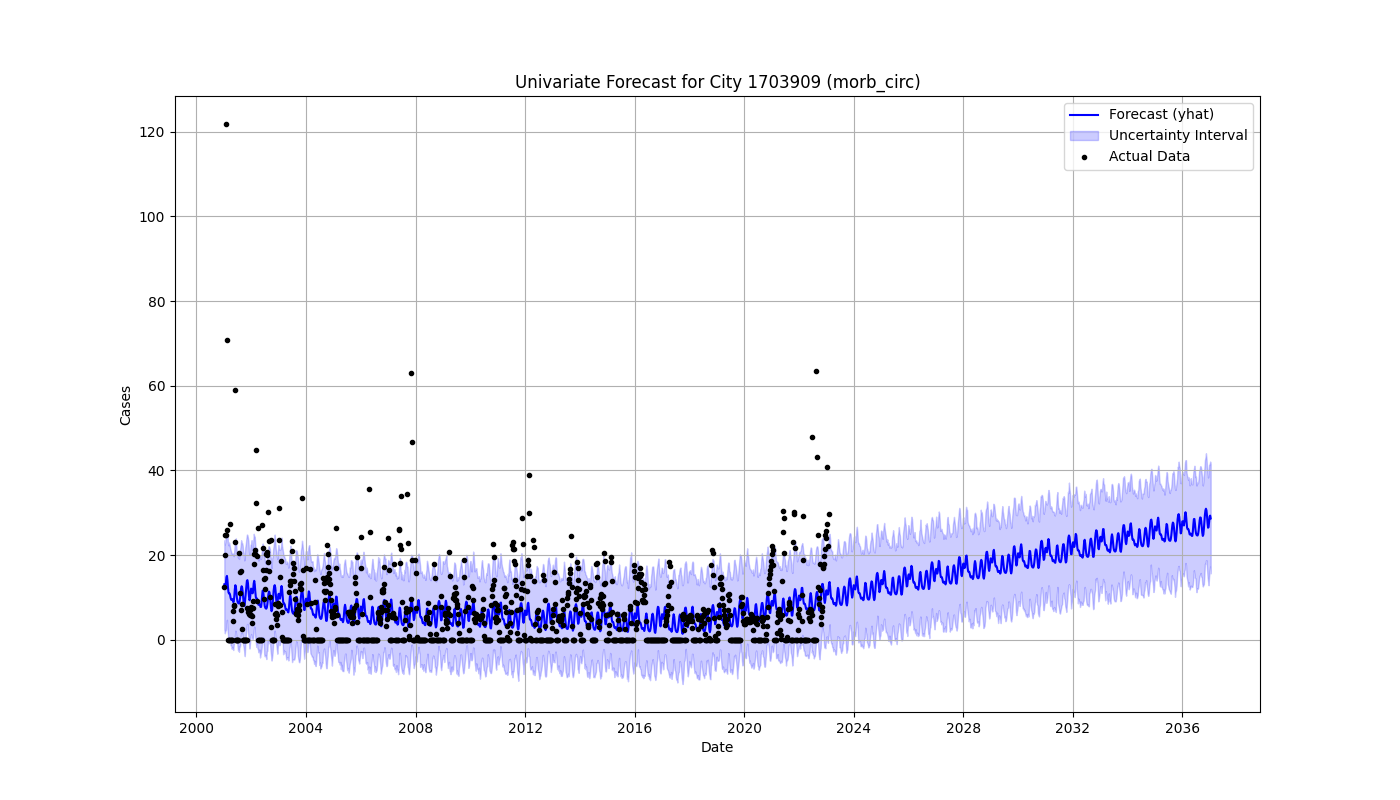 Univariate Forecast for City 1703909 (morb_circ)
Forecast (yhat)
Uncertainty Interval
Actual Data
120
100
80
60
40
20
0
Cases
2000 2004 2008 2012 2016 2020 2024 2028 2032 2036
Date